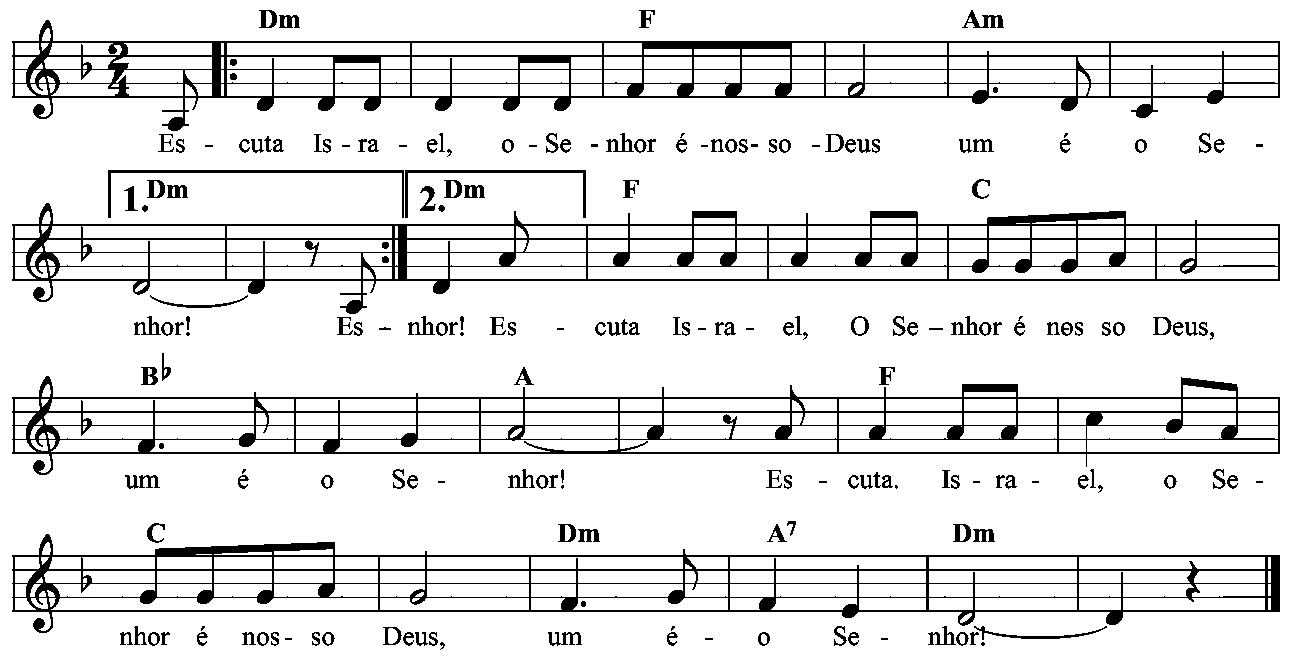 Dm F Am
2 4
Es - cuta Is - ra - el, o - Se - nhor é - nos - so - Deus um é o Se -
1. Dm 2. Dm F C
nhor! Es - nhor! Es - cuta Is - ra - el, O Se - nhor é nos so Deus,
B♭ A F
um é o Se - nhor! Es - cuta. Is - ra - el, o Se -
C Dm A7 Dm
nhor é nos - so Deus, um é - o Se - nhor!